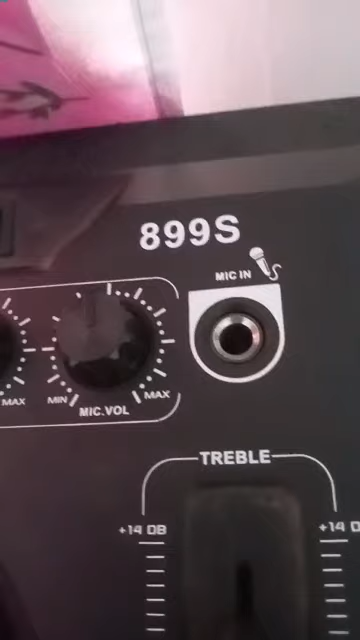 899S
MIC IN
MAX
MIN
MAX
MIC.VOL
TREBLE
+14 DB
+14 D